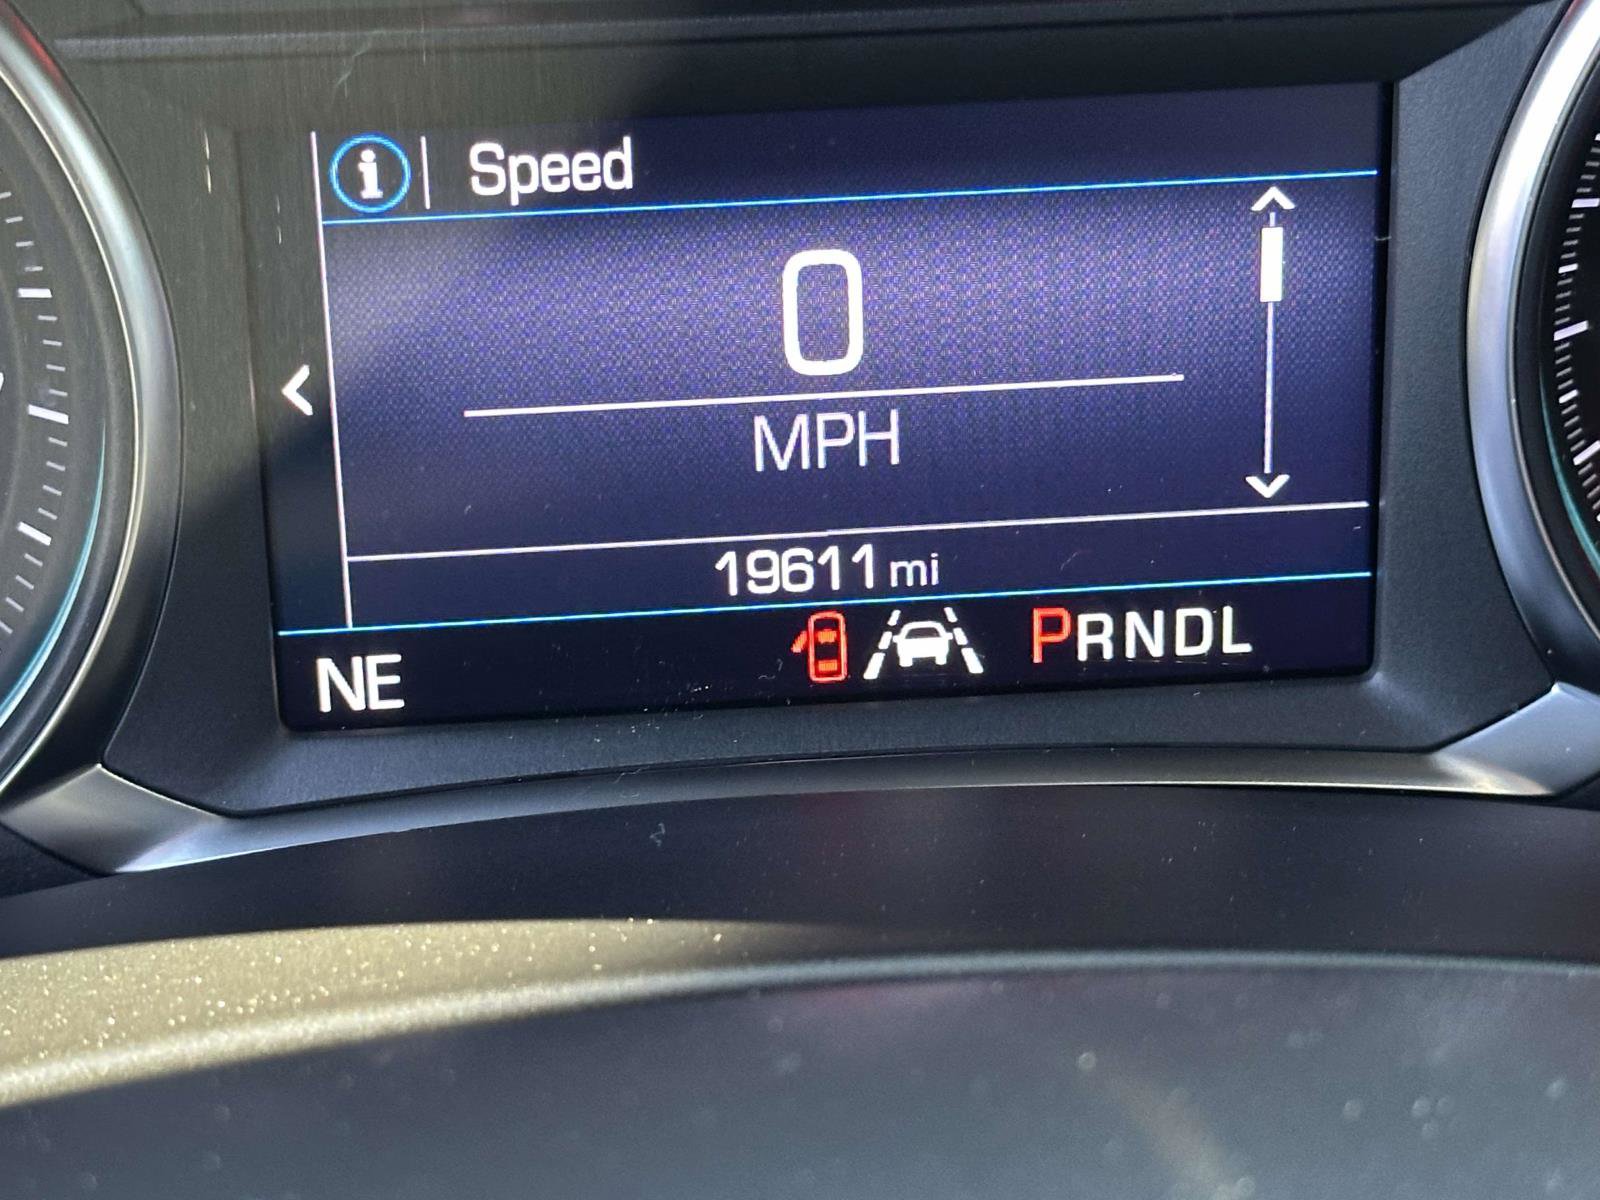 i Speed
0
MPH
19611 mi
NE PRNDL